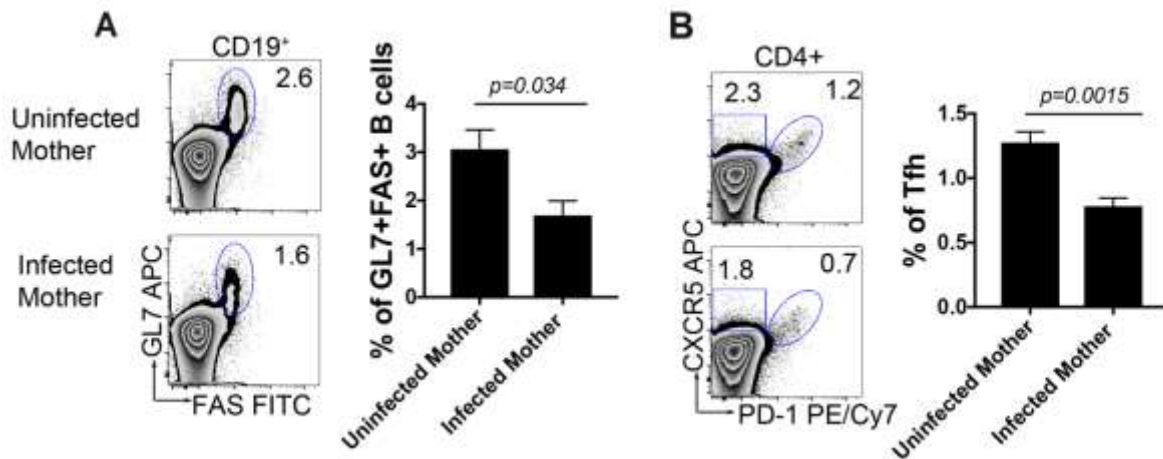 A
CD19⁺
Uninfected
Mother
2.6
Infected
Mother
1.6
GL7 APC
FAS FITC
% of GL7+FAS+ B cells
4
3
2
1
0
p=0.034
Uninfected Mother
Infected Mother
B
CD4+
2.3 1.2
1.8 0.7
CXCR5 APC
PD-1 PE/Cy7
% of Tfh
1.5
1.0
0.5
0.0
p=0.0015
Uninfected Mother
Infected Mother